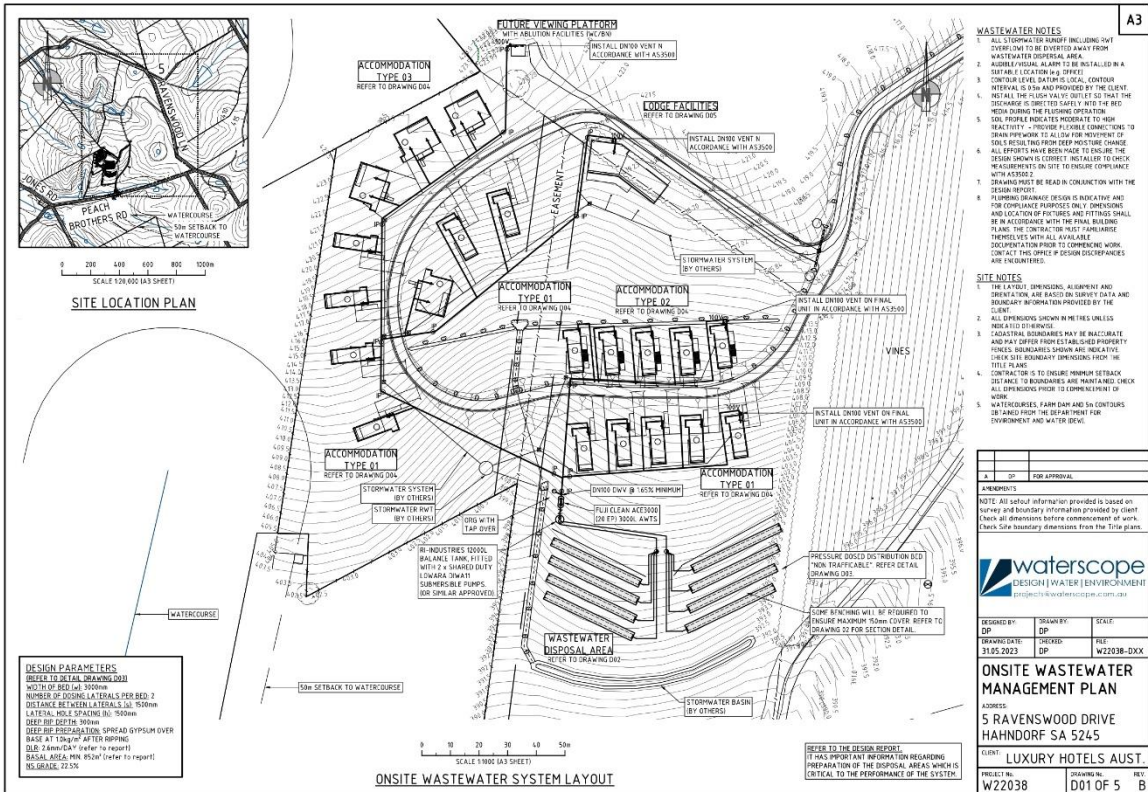 A3
FUTURE VIEWING PLATFORM
WITH ABLUTION FACILITIES (WC/BN)
INSTALL DN100 VENT N
ACCORDANCE WITH AS3500
ACCOMMODATION
TYPE 03
REFER TO DRAWING D04
LODGE FACILITIES
REFER TO DRAWING D05
INSTALL DN100 VENT N
ACCORDANCE WITH AS3500
EASEMENT
STORMWATER SYSTEM
(BY OTHERS)
ACCOMMODATION
TYPE 01
REFER TO DRAWING D04
ACCOMMODATION
TYPE 02
REFER TO DRAWING D04
INSTALL DN100 VENT ON FINAL
UNIT IN ACCORDANCE WITH AS3500
VINES
INSTALL DN100 VENT ON FINAL
UNIT IN ACCORDANCE WITH AS3500
ACCOMMODATION
TYPE 01
REFER TO DRAWING D04
ACCOMMODATION
TYPE 01
REFER TO DRAWING D04
STORMWATER SYSTEM
(BY OTHERS)
STORMWATER RWT
(BY OTHERS)
ORG WITH
TAP OVER
DN100 DWV @ 1.65% MINIMUM
FUJI CLEAN ACE3000
(20 EP) 3000L AWTS
RI-INDUSTRIES 12000L
BALANCE TANK, FITTED
WITH 2 x SHARED DUTY
LOWARA DIWA11
SUBMERSIBLE PUMPS.
(OR SIMILAR APPROVED).
PRESSURE DOSED DISTRIBUTION BED
"NON TRAFFICABLE". REFER DETAIL
DRAWING D03.
SOME BENCHING WILL BE REQUIRED TO
ENSURE MAXIMUM 150mm COVER. REFER TO
DRAWING 02 FOR SECTION DETAIL.
WASTEWATER
DISPOSAL AREA
REFER TO DRAWING D02
STORMWATER BASIN
(BY OTHERS)
WATERCOURSE
50m SETBACK TO WATERCOURSE
5
RAVENSWOOD LN
JONES RD
PEACH
BROTHERS RD
WATERCOURSE
50m SETBACK TO
WATERCOURSE
0 200 400 600 800 1000m
SCALE 1:20,000 (A3 SHEET)
SITE LOCATION PLAN
DESIGN PARAMETERS
(REFER TO DETAIL DRAWING D03)
WIDTH OF BED (w): 3000mm
NUMBER OF DOSING LATERALS PER BED: 2
DISTANCE BETWEEN LATERALS (s): 1500mm
LATERAL HOLE SPACING (h): 1500mm
DEEP RIP DEPTH: 300mm
DEEP RIP PREPARATION: SPREAD GYPSUM OVER
BASE AT 1.0kg/m² AFTER RIPPING
DLR: 2.6mm/DAY (refer to report)
BASAL AREA: MIN. 852m² (refer to report)
NS GRADE: 22.5%
0 10 20 30 40 50m
SCALE 1:1000 (A3 SHEET)
ONSITE WASTEWATER SYSTEM LAYOUT
REFER TO THE DESIGN REPORT.
IT HAS IMPORTANT INFORMATION REGARDING
PREPARATION OF THE DISPOSAL AREAS WHICH IS
CRITICAL TO THE PERFORMANCE OF THE SYSTEM.
WASTEWATER NOTES
1. ALL STORMWATER RUNOFF (INCLUDING RWT
OVERFLOW) TO BE DIVERTED AWAY FROM
WASTEWATER DISPERSAL AREA.
2. AUDIBLE/VISUAL ALARM TO BE INSTALLED IN A
SUITABLE LOCATION (e.g. OFFICE)
3. CONTOUR LEVEL DATUM IS LOCAL, CONTOUR
INTERVAL IS 0.5m AND PROVIDED BY THE CLIENT.
4. INSTALL THE FLUSH VALVE OUTLET SO THAT THE
DISCHARGE IS DIRECTED SAFELY INTO THE BED
MEDIA DURING THE FLUSHING OPERATION
5. SOIL PROFILE INDICATES MODERATE TO HIGH
REACTIVITY - PROVIDE FLEXIBLE CONNECTIONS TO
DRAIN PIPEWORK TO ALLOW FOR MOVEMENT OF
SOILS RESULTING FROM DEEP MOISTURE CHANGE.
6. ALL EFFORTS HAVE BEEN MADE TO ENSURE THE
DESIGN SHOWN IS CORRECT. INSTALLER TO CHECK
MEASUREMENTS ON SITE TO ENSURE COMPLIANCE
WITH AS3500.2.
7. DRAWING MUST BE READ IN CONJUNCTION WITH THE
DESIGN REPORT.
8. PLUMBING DRAINAGE DESIGN IS INDICATIVE AND
FOR COMPLIANCE PURPOSES ONLY. DIMENSIONS
AND LOCATION OF FIXTURES AND FITTINGS SHALL
BE IN ACCORDANCE WITH THE FINAL BUILDING
PLANS. THE CONTRACTOR MUST FAMILIARISE
THEMSELVES WITH ALL AVAILABLE
DOCUMENTATION PRIOR TO COMMENCING WORK.
CONTACT THIS OFFICE IF DESIGN DISCREPANCIES
ARE ENCOUNTERED.
SITE NOTES
1. THE LAYOUT, DIMENSIONS, ALIGNMENT AND
ORIENTATION, ARE BASED ON SURVEY DATA AND
BOUNDARY INFORMATION PROVIDED BY THE
CLIENT.
2. ALL DIMENSIONS SHOWN IN METRES UNLESS
INDICATED OTHERWISE.
3. CADASTRAL BOUNDARIES MAY BE INACCURATE
AND MAY DIFFER FROM ESTABLISHED PROPERTY
FENCES. BOUNDARIES SHOWN ARE INDICATIVE.
CHECK SITE BOUNDARY DIMENSIONS FROM THE
TITLE PLANS
4. CONTRACTOR IS TO ENSURE MINIMUM SETBACK
DISTANCE TO BOUNDARIES ARE MAINTAINED. CHECK
ALL DIMENSIONS PRIOR TO COMMENCEMENT OF
WORK
5. WATERCOURSES, FARM DAM AND 5m CONTOURS
OBTAINED FROM THE DEPARTMENT FOR
ENVIRONMENT AND WATER (DEW).
A DP FOR APPROVAL
AMENDMENTS
NOTE: All setout information provided is based on
survey and boundary information provided by client.
Check all dimensions before commencement of work.
Check Site boundary dimensions from the Title plans.
waterscope
DESIGN | WATER | ENVIRONMENT
projects@waterscope.com.au
DESIGNED BY: DRAWN BY: SCALE:
DP DP
DRAWING DATE: CHECKED: FILE:
31.05.2023 DP W22038-DXX
ONSITE WASTEWATER
MANAGEMENT PLAN
ADDRESS:
5 RAVENSWOOD DRIVE
HAHNDORF SA 5245
CLIENT: LUXURY HOTELS AUST.
PROJECT No. DRAWING No. REV.
W22038 D01 OF 5 B